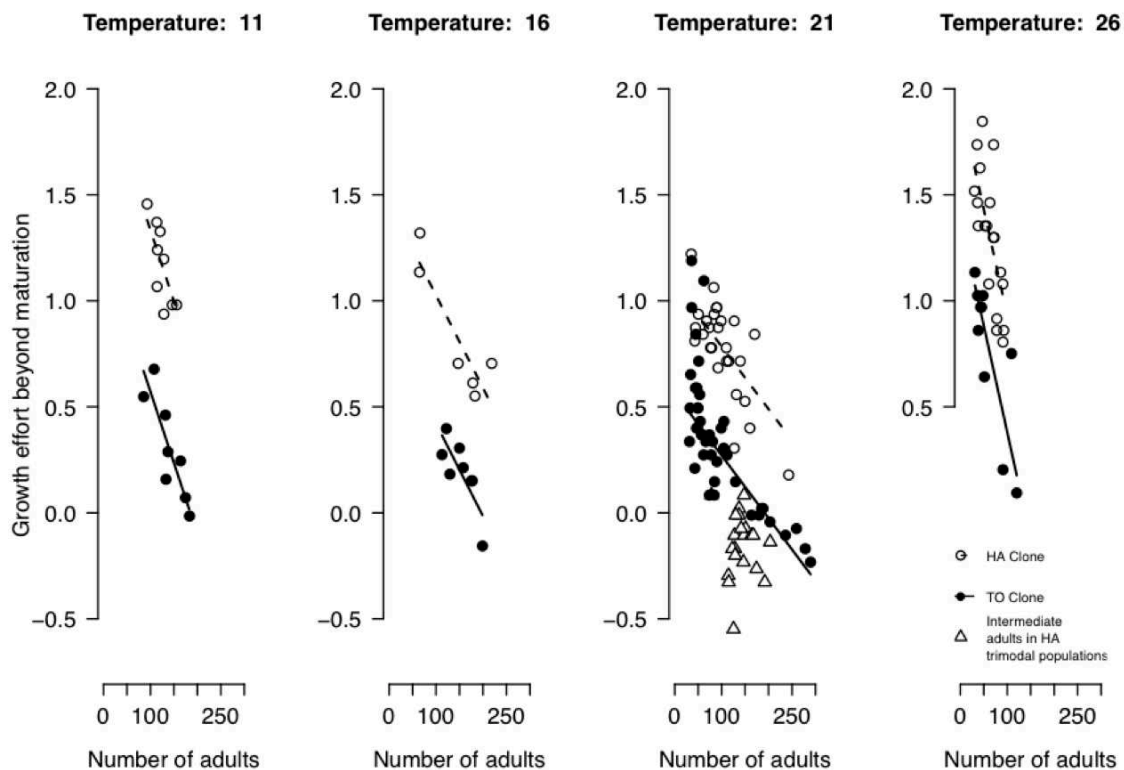 Temperature: 11
Temperature: 16
Temperature: 21
Temperature: 26
Growth effort beyond maturation
2.0
1.5
1.0
0.5
0.0
−0.5
0 100 250
Number of adults
2.0
1.5
1.0
0.5
0.0
−0.5
0 100 250
Number of adults
2.0
1.5
1.0
0.5
0.0
−0.5
0 100 250
Number of adults
2.0
1.5
1.0
0.5
HA Clone
TO Clone
Intermediate
adults in HA
trimodal populations
0 100 250
Number of adults